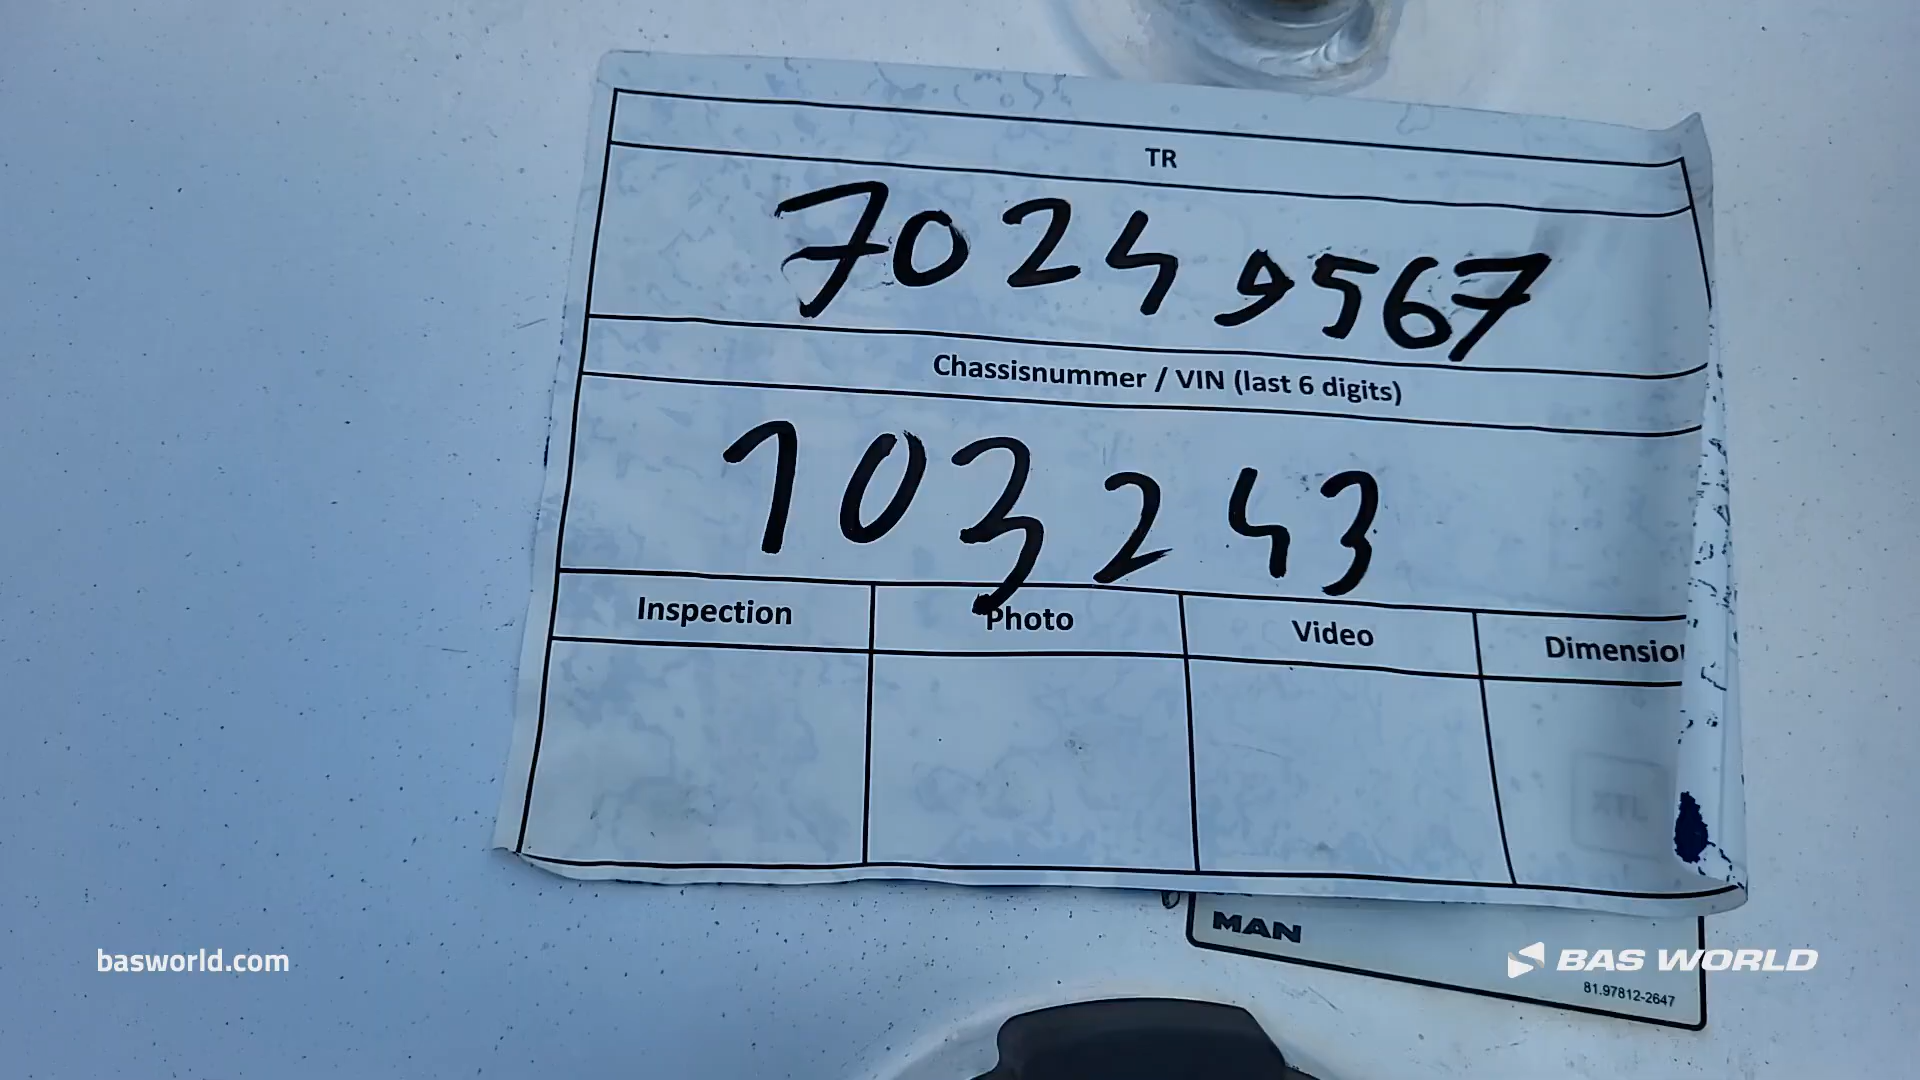 TR
70249567
Chassisnummer / VIN (last 6 digits)
103243
Inspection Photo Video Dimensio
XTL
MAN
81.97812-2647
basworld.com
BAS WORLD